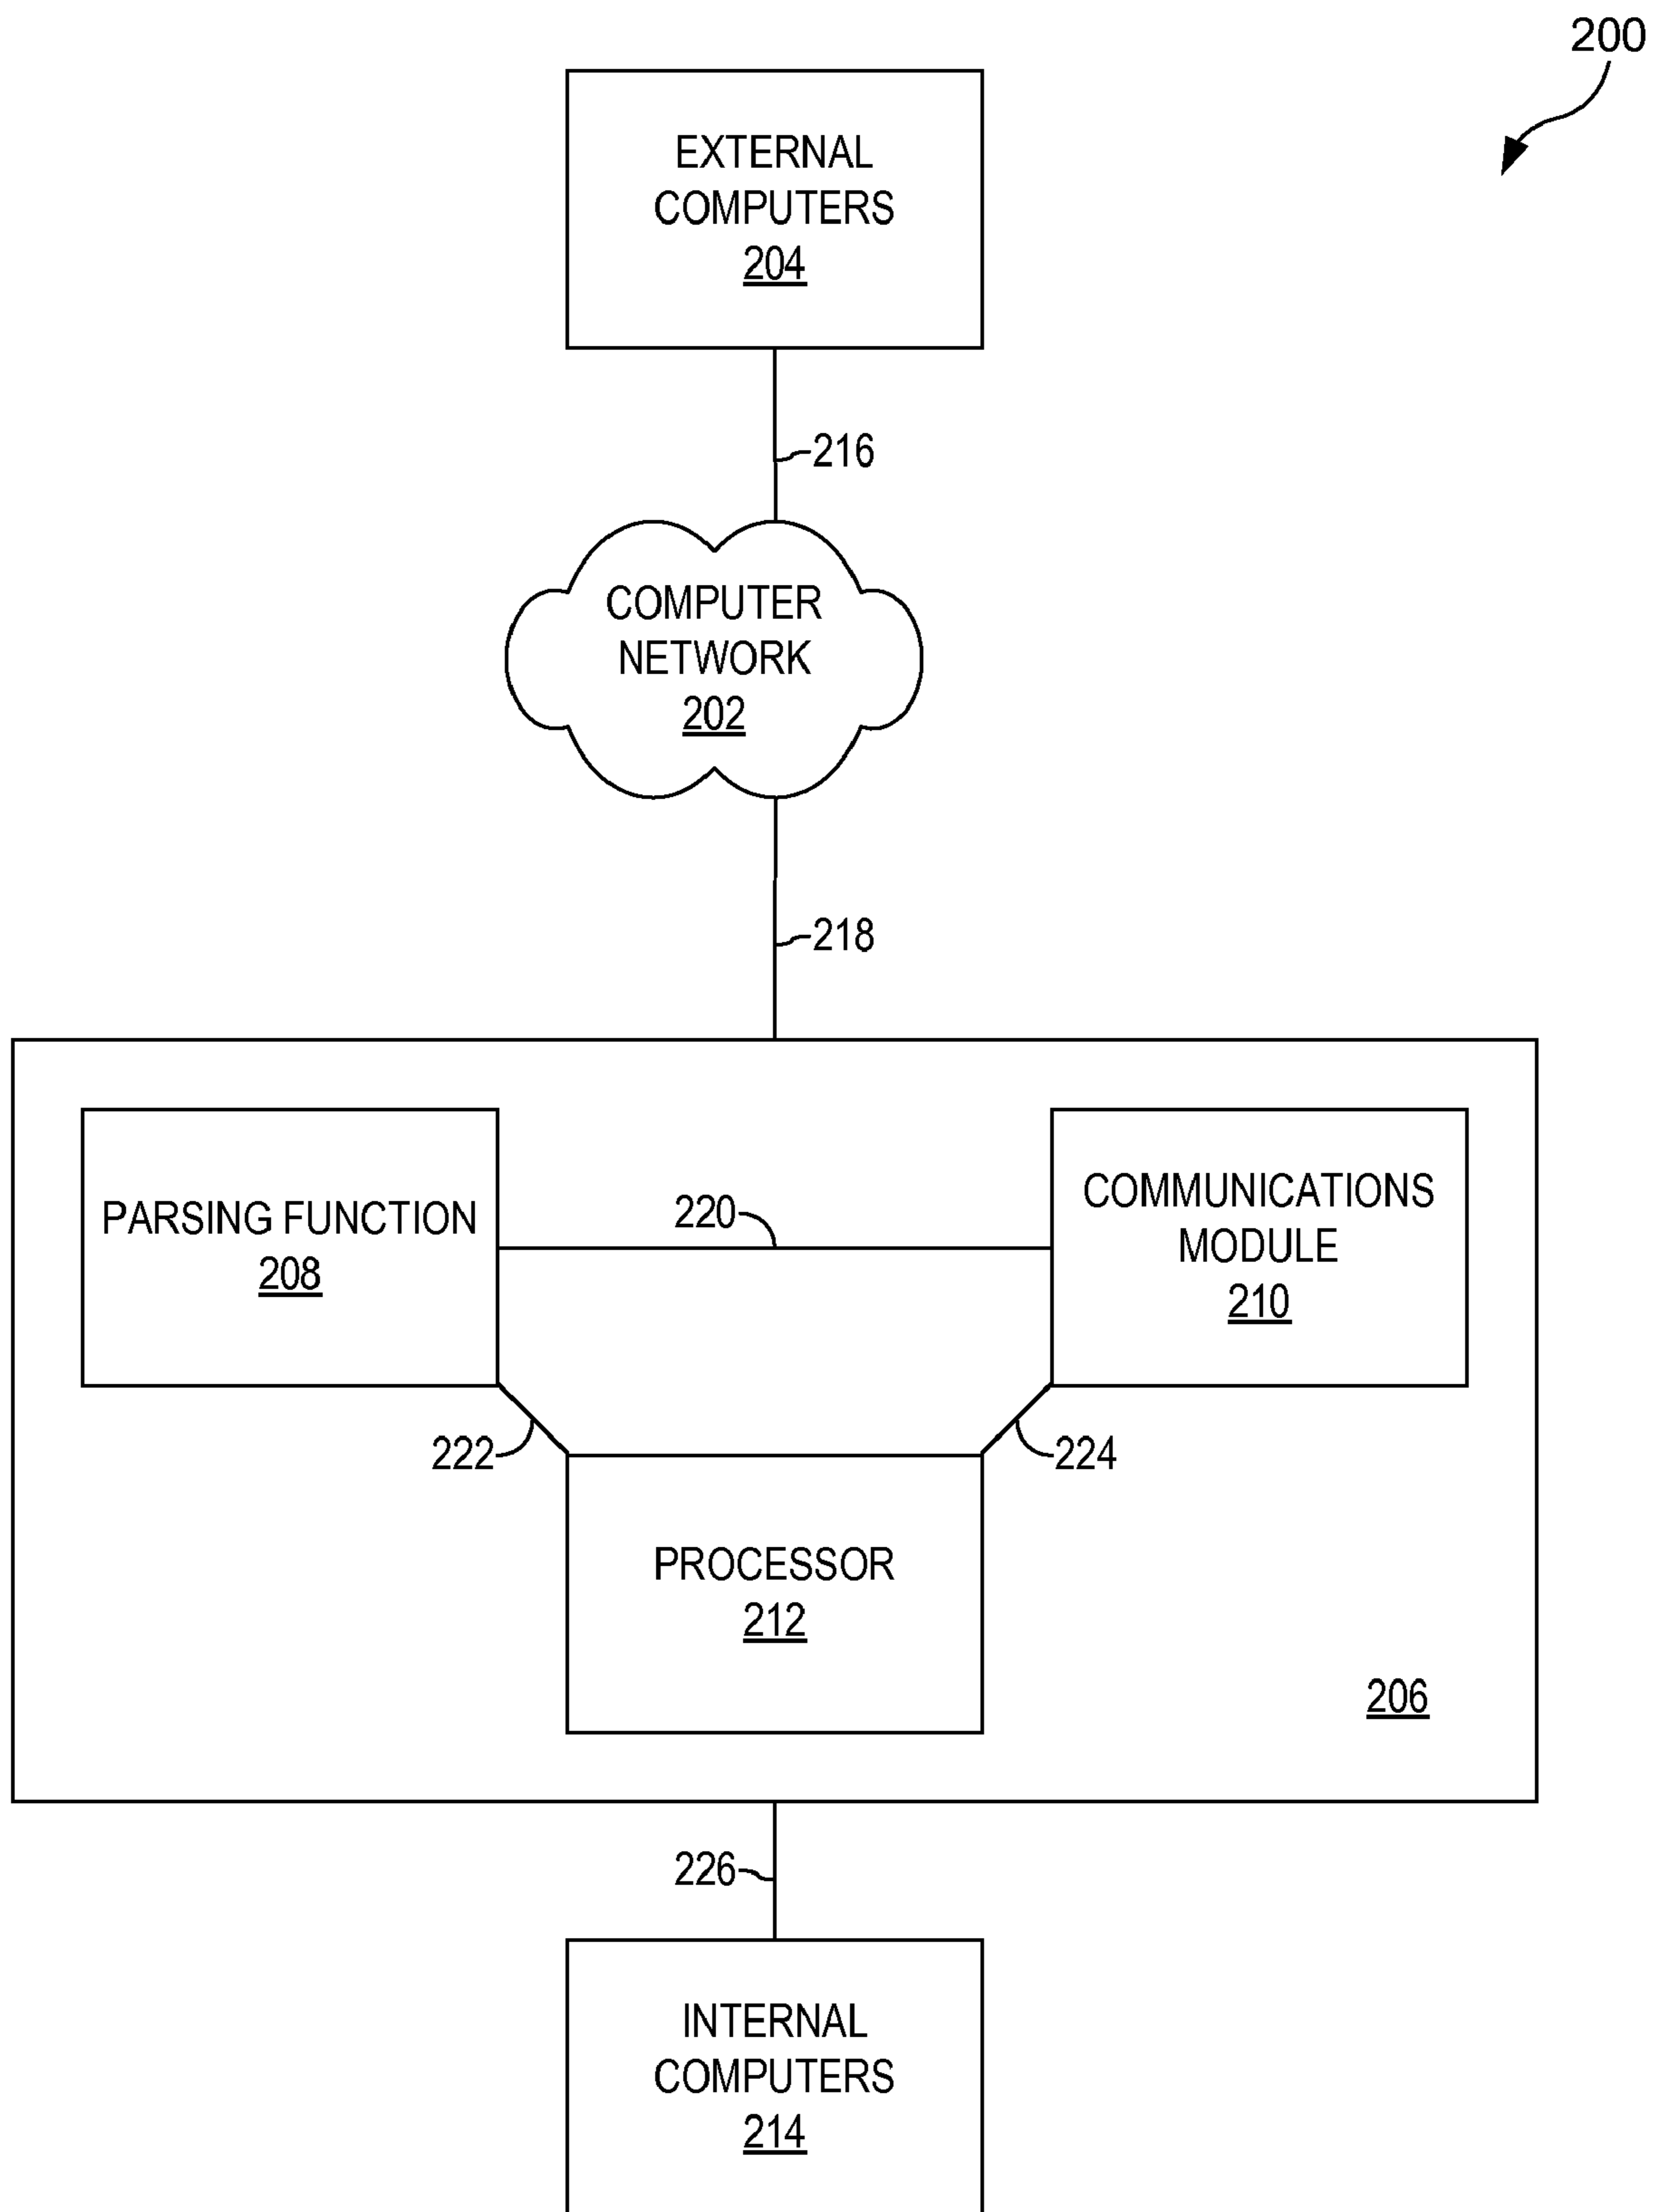 200
EXTERNAL
COMPUTERS
204
216
COMPUTER
NETWORK
202
218
PARSING FUNCTION
208
220
COMMUNICATIONS
MODULE
210
222
224
PROCESSOR
212
206
226
INTERNAL
COMPUTERS
214